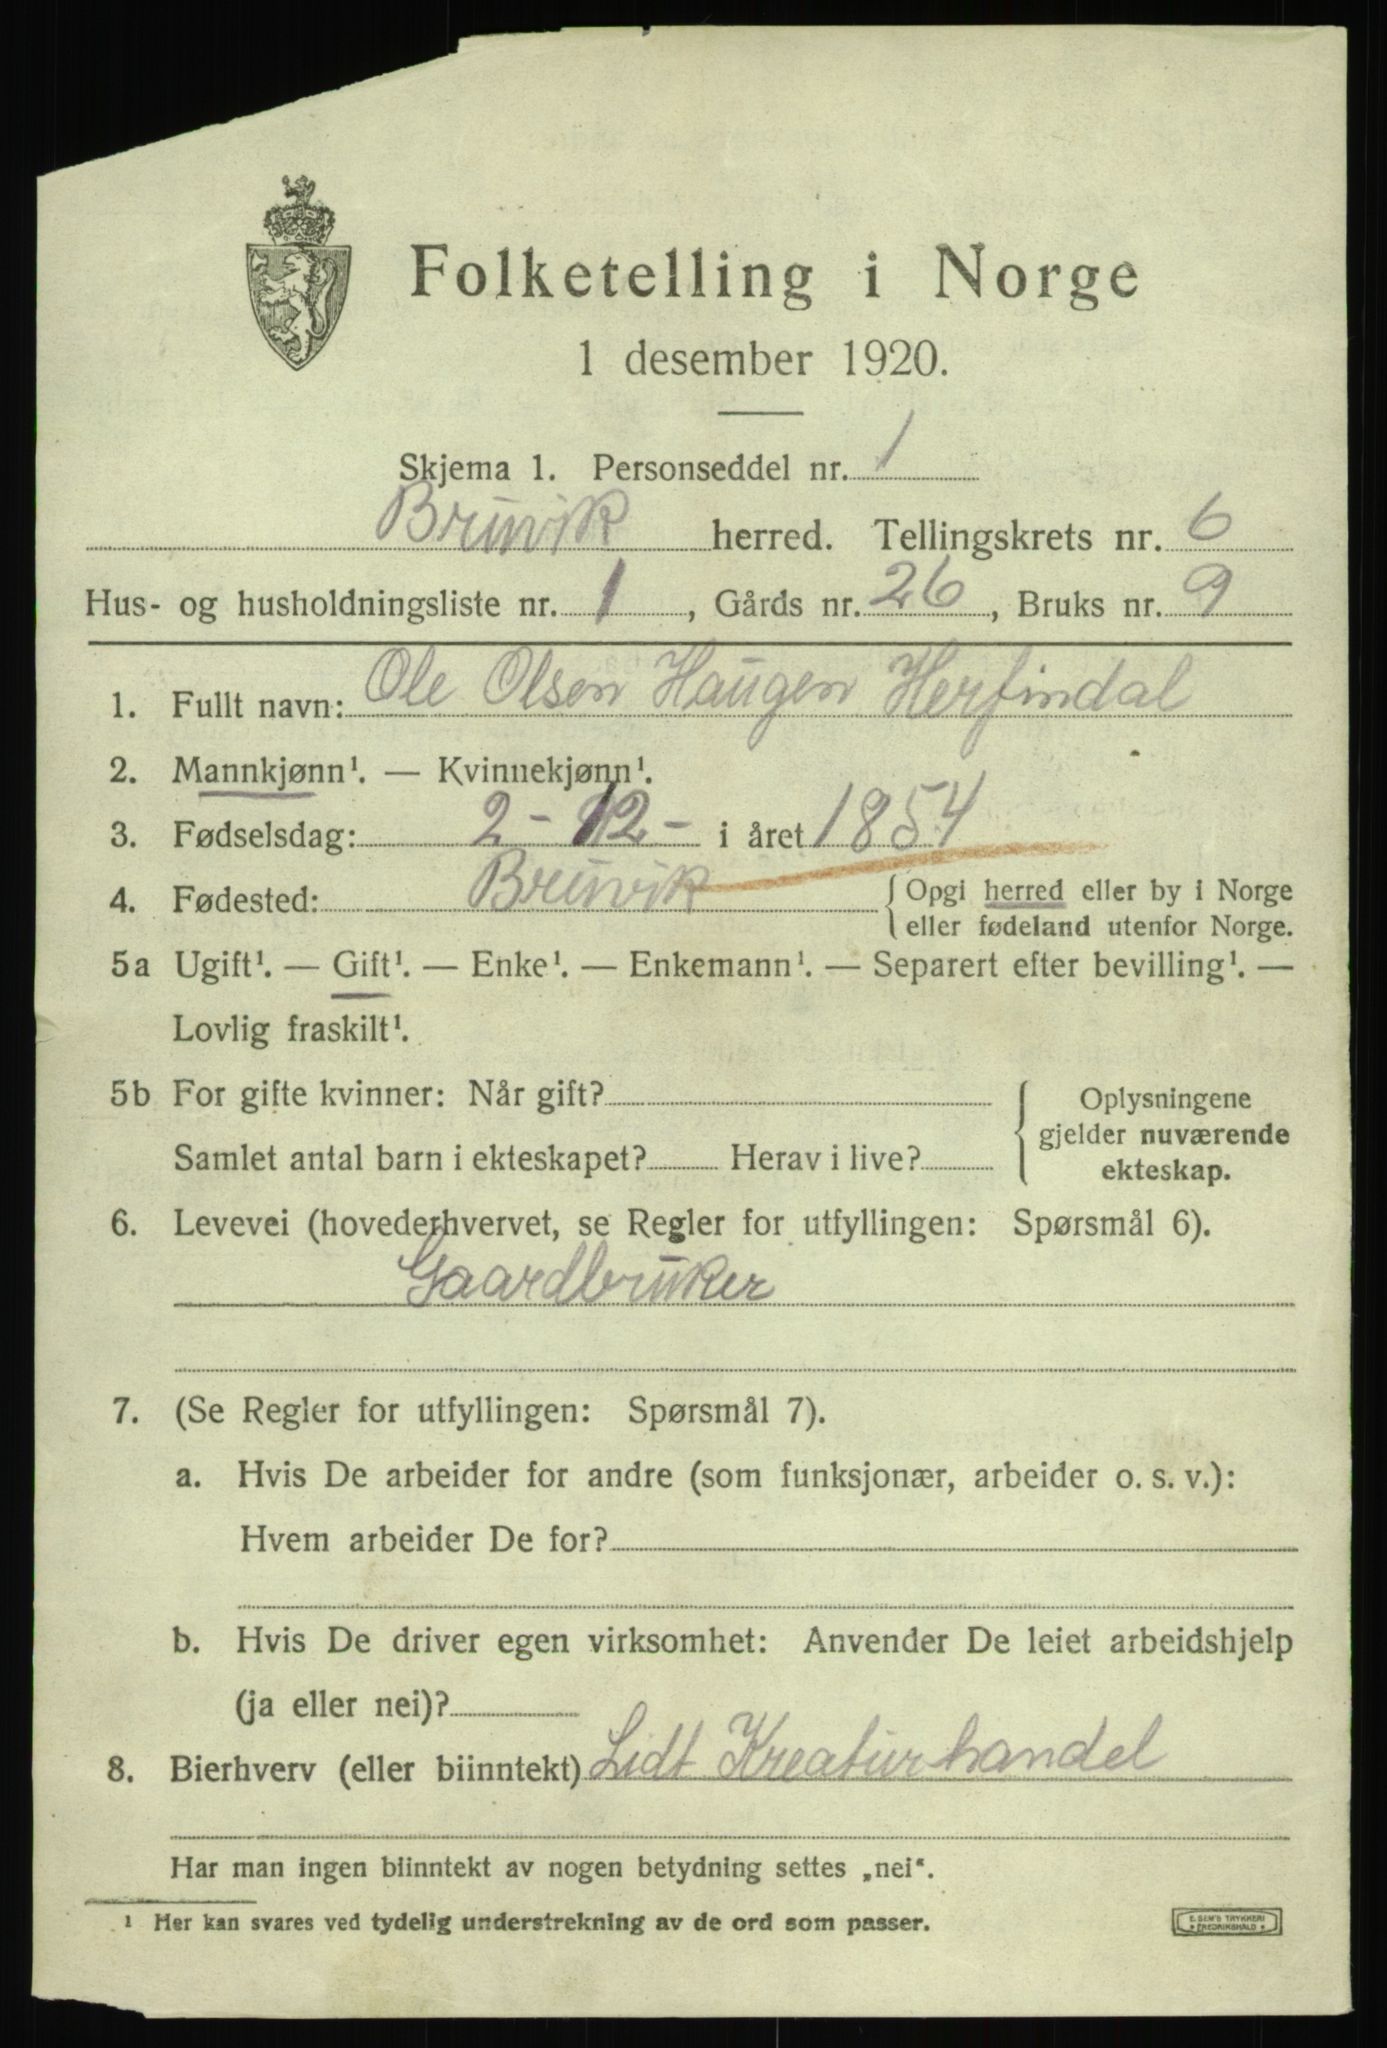 Folketelling i Norge
1 desember 1920.
Skjema 1. Personseddel nr. 1
Bruvik herred. Tellingskrets nr. 6
Hus- og husholdningsliste nr. 1, Gårds nr. 26, Bruks nr. 9
1. Fullt navn: Ole Olsen Haugen Herfindal
2. Mannkjønn¹. — Kvinnekjønn¹.
3. Fødselsdag: 2 - 12 - i året 1854
4. Fødested: Bruvik { Opgi herred eller by i Norge
eller fødeland utenfor Norge.
5a Ugift¹. — Gift¹. — Enke¹. — Enkemann¹. — Separert efter bevilling¹. —
Lovlig fraskilt¹.
5b For gifte kvinner: Når gift? { Oplysningene
gjelder nuværende
Samlet antal barn i ekteskapet? Herav i live? ekteskap.
6. Levevei (hovederhvervet, se Regler for utfyllingen: Spørsmål 6).
Gaardbruker
7. (Se Regler for utfyllingen: Spørsmål 7).
a. Hvis De arbeider for andre (som funksjonær, arbeider o. s. v.):
Hvem arbeider De for?
b. Hvis De driver egen virksomhet: Anvender De leiet arbeidshjelp
(ja eller nei)?
8. Bierhverv (eller biinntekt) Lidt Kreaturhandel
Har man ingen biinntekt av nogen betydning settes „nei“.
¹ Her kan svares ved tydelig understrekning av de ord som passer.
E. SEM'S TRYKKERI
* FREDRIKSHALD *